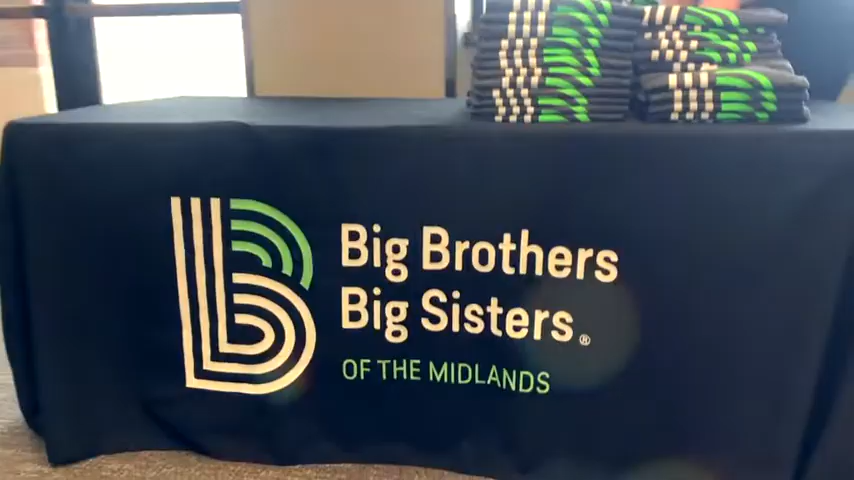 Big Brothers
Big Sisters®
OF THE MIDLANDS